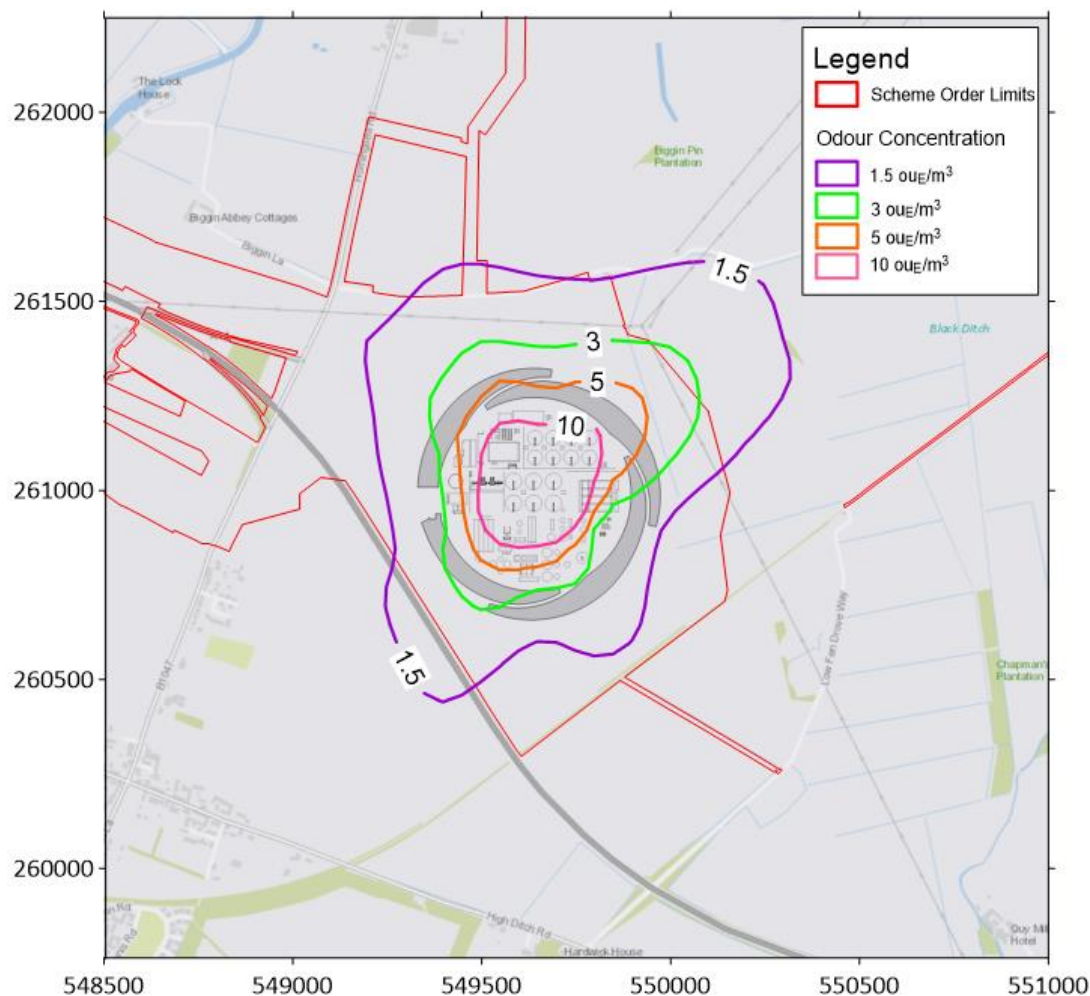 Legend
Scheme Order Limits
Odour Concentration
1.5 ouE/m³
3 ouE/m³
5 ouE/m³
10 ouE/m³
262000
261500
261000
260500
260000
548500
549000
549500
550000
550500
551000
The Lock
House
Biggin Pin
Plantation
Biggin Abbey Cottages
Biggin La
1.5
3
5
10
1.5
Black Ditch
Low Fen Drove Way
Chapman's
Plantation
B1047
High Ditch Rd
Hardwick House
Quy Mil
Hotel
Rd